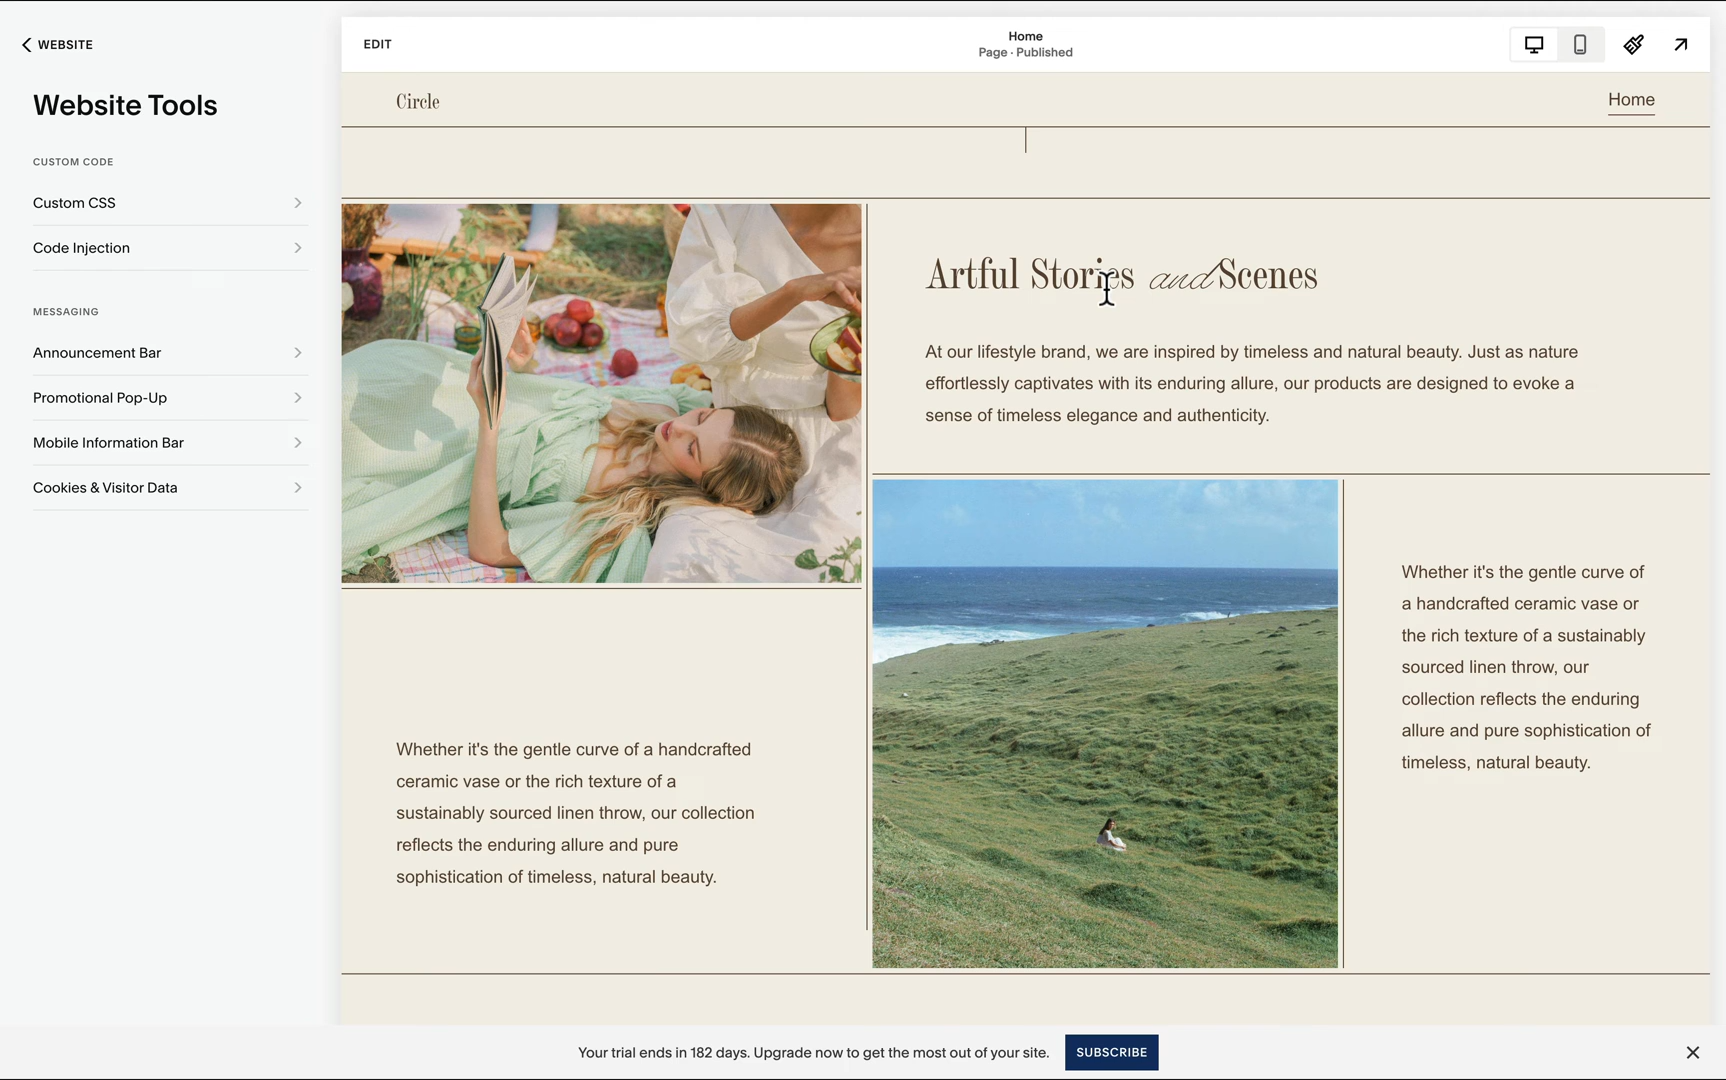 WEBSITE
Website Tools
CUSTOM CODE
Custom CSS
Code Injection
MESSAGING
Announcement Bar
Promotional Pop-Up
Mobile Information Bar
Cookies & Visitor Data
EDIT
Home
Page · Published
Circle
Home
Artful Stories and Scenes
At our lifestyle brand, we are inspired by timeless and natural beauty. Just as nature
effortlessly captivates with its enduring allure, our products are designed to evoke a
sense of timeless elegance and authenticity.
Whether it's the gentle curve of
a handcrafted ceramic vase or
the rich texture of a sustainably
sourced linen throw, our
collection reflects the enduring
allure and pure sophistication of
timeless, natural beauty.
Whether it's the gentle curve of a handcrafted
ceramic vase or the rich texture of a
sustainably sourced linen throw, our collection
reflects the enduring allure and pure
sophistication of timeless, natural beauty.
Your trial ends in 182 days. Upgrade now to get the most out of your site.
SUBSCRIBE